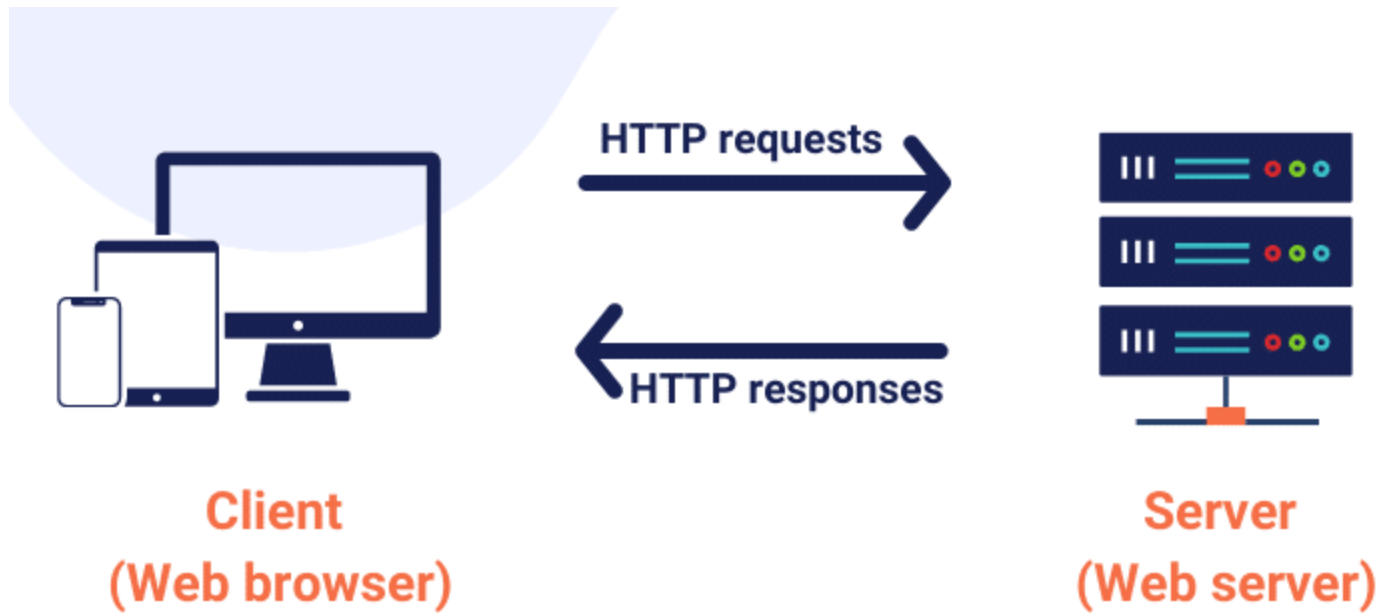 HTTP requests
HTTP responses
Client
(Web browser)
Server
(Web server)